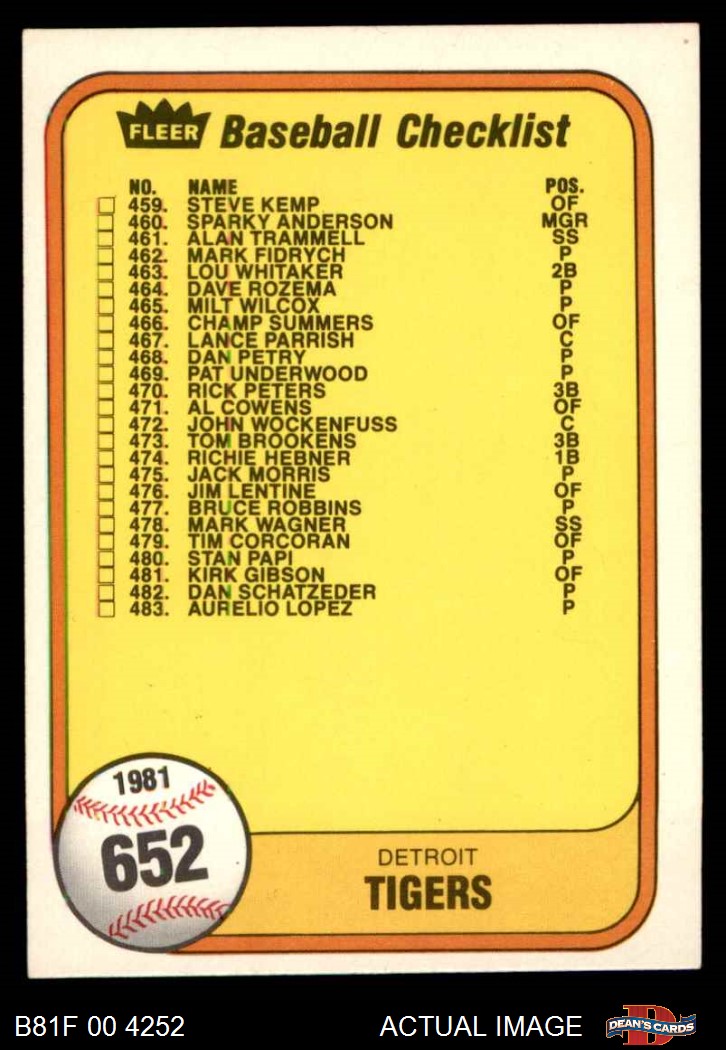 FLEER Baseball Checklist
NO. NAME POS.
459. STEVE KEMP OF
460. SPARKY ANDERSON MGR
461. ALAN TRAMMELL SS
462. MARK FIDRYCH P
463. LOU WHITAKER 2B
464. DAVE ROZEMA P
465. MILT WILCOX P
466. CHAMP SUMMERS OF
467. LANCE PARRISH C
468. DAN PETRY P
469. PAT UNDERWOOD P
470. RICK PETERS 3B
471. AL COWENS OF
472. JOHN WOCKENFUSS C
473. TOM BROOKENS 3B
474. RICHIE HEBNER 1B
475. JACK MORRIS P
476. JIM LENTINE OF
477. BRUCE ROBBINS P
478. MARK WAGNER SS
479. TIM CORCORAN OF
480. STAN PAPI P
481. KIRK GIBSON OF
482. DAN SCHATZEDER P
483. AURELIO LOPEZ P
1981
652
DETROIT
TIGERS
B81F 00 4252 ACTUAL IMAGE D DEAN'S CARDS